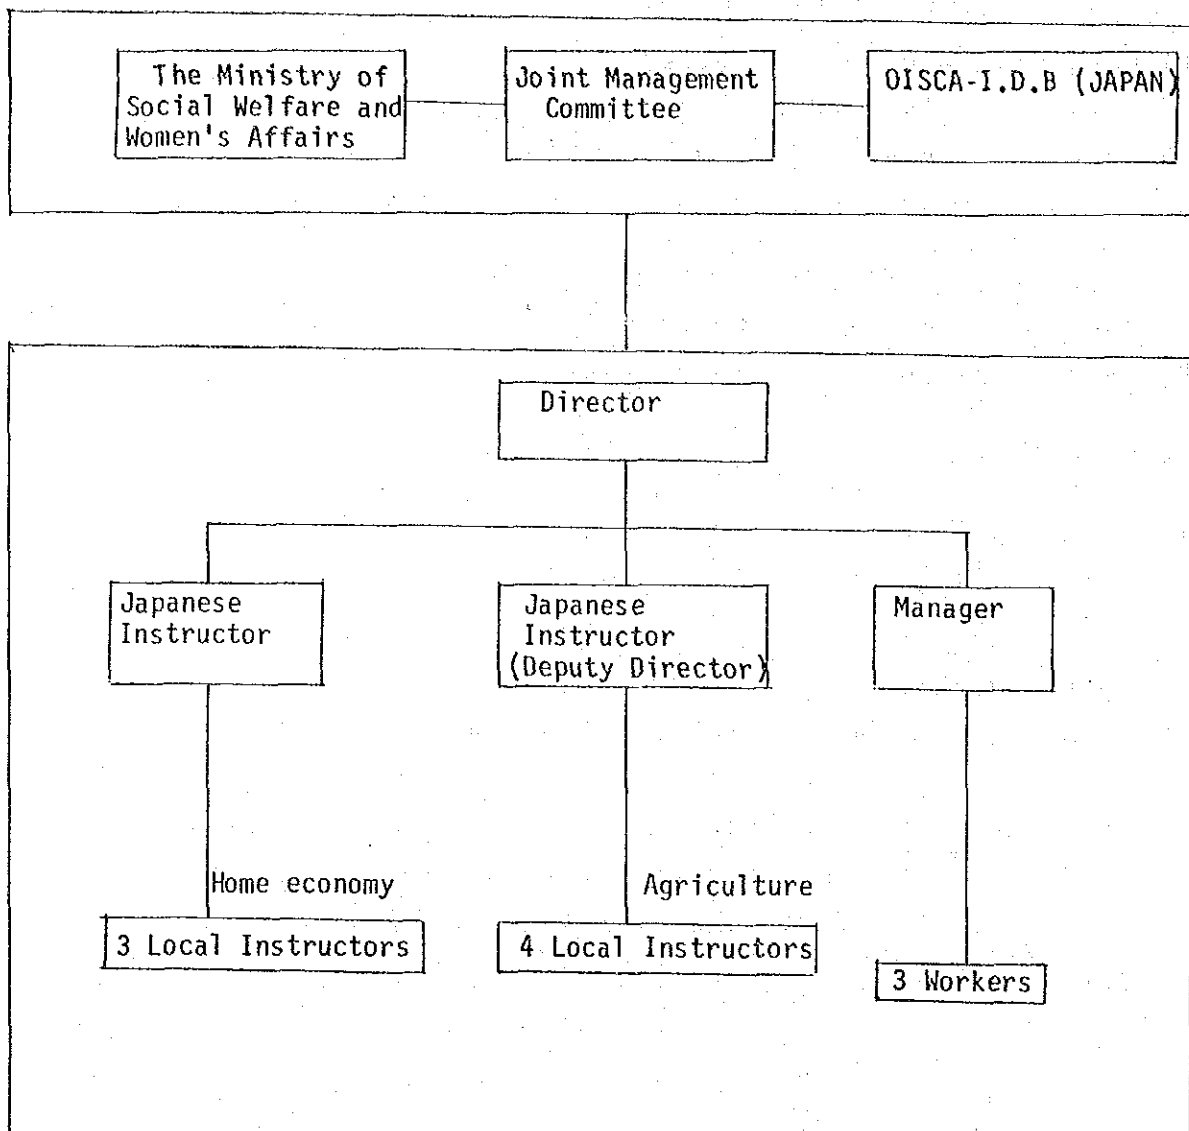 The Ministry of
Social Welfare and
Women's Affairs
Joint Management
Committee
OISCA-I.D.B (JAPAN)
Director
Japanese
Instructor
Japanese
Instructor
(Deputy Director)
Manager
Home economy
Agriculture
3 Local Instructors
4 Local Instructors
3 Workers